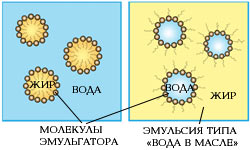 ЖИР
ВОДА
ВОДА
ЖИР
МОЛЕКУЛЫ
ЭМУЛЬГАТОРА
ЭМУЛЬСИЯ ТИПА
«ВОДА В МАСЛЕ»